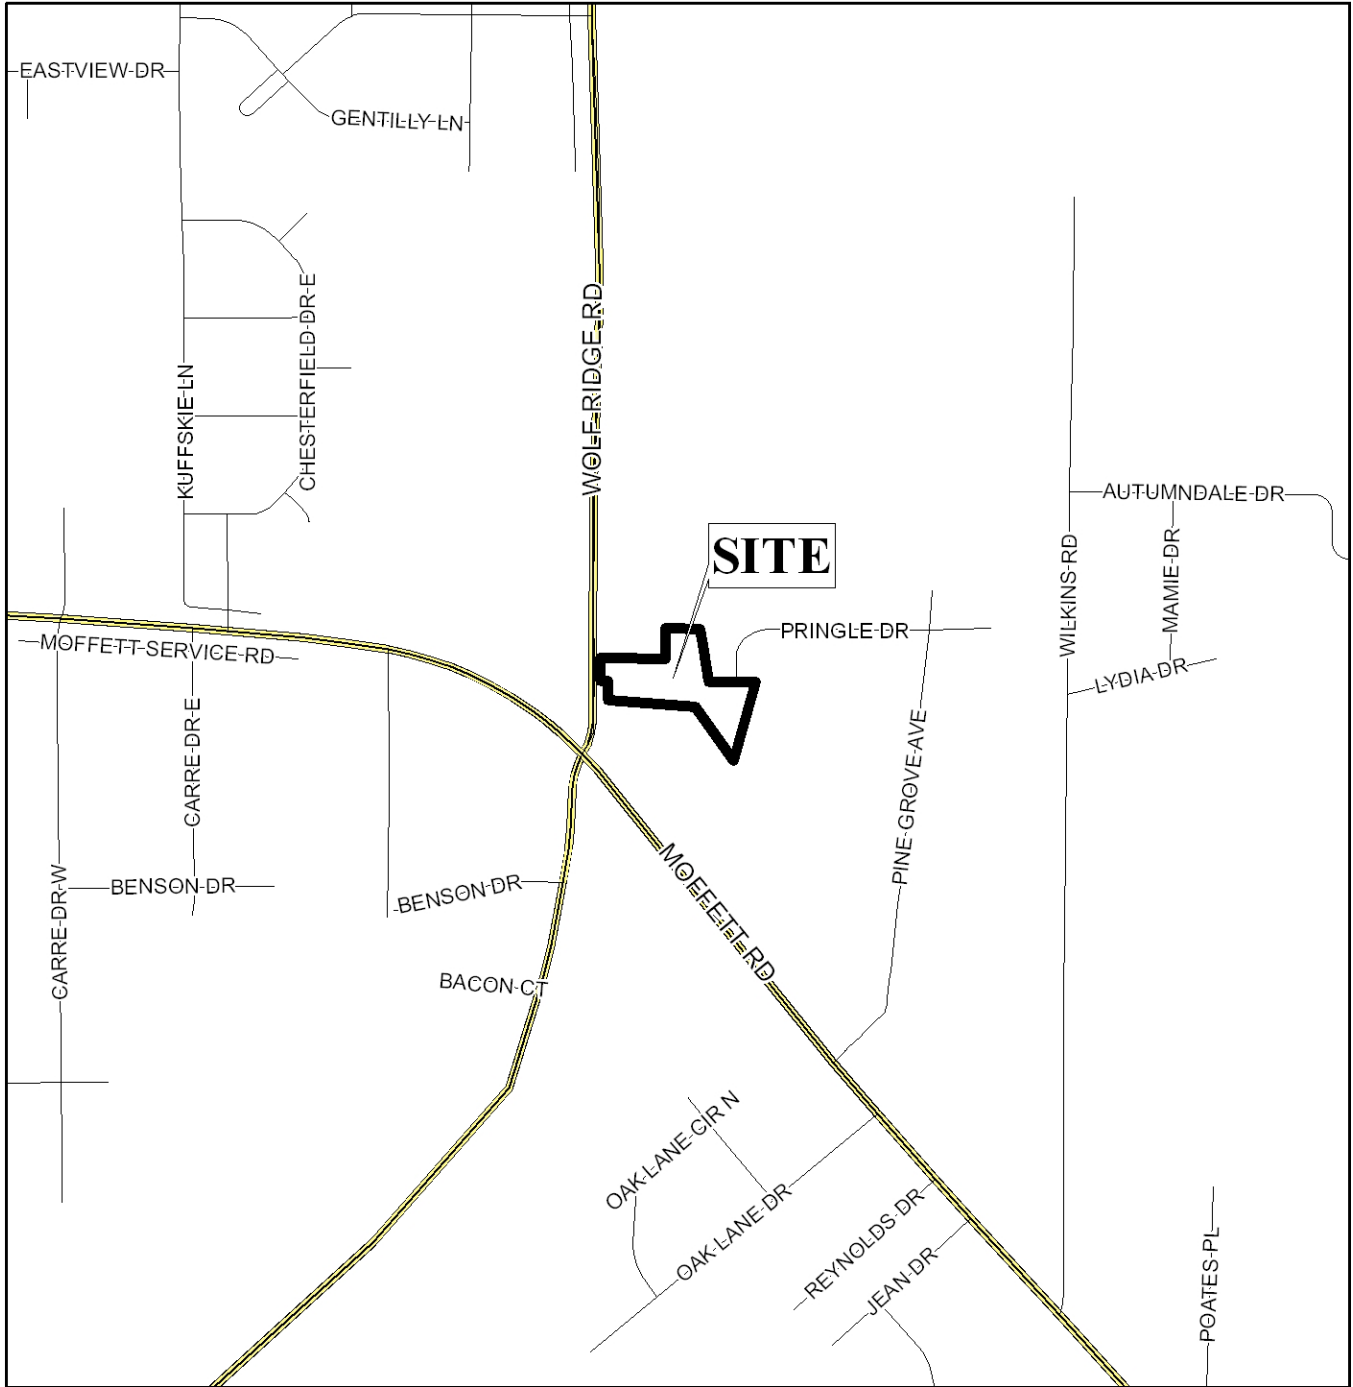 EASTVIEW DR
GENTILLY LN
CHESTERFIELD DR E
WOLF RIDGE RD
KUFFSKIE LN
AUTUMNDALE DR
SITE
WILKINS RD
MAMIE DR
PRINGLE DR
MOFFETT SERVICE RD
LYDIA DR
CARRE DR E
PINE GROVE AVE
CARRE DR W
BENSON DR
BENSON DR
MOFFETT RD
BACON CT
OAK LANE CIR N
OAK LANE DR
REYNOLDS DR
JEAN DR
POATES PL